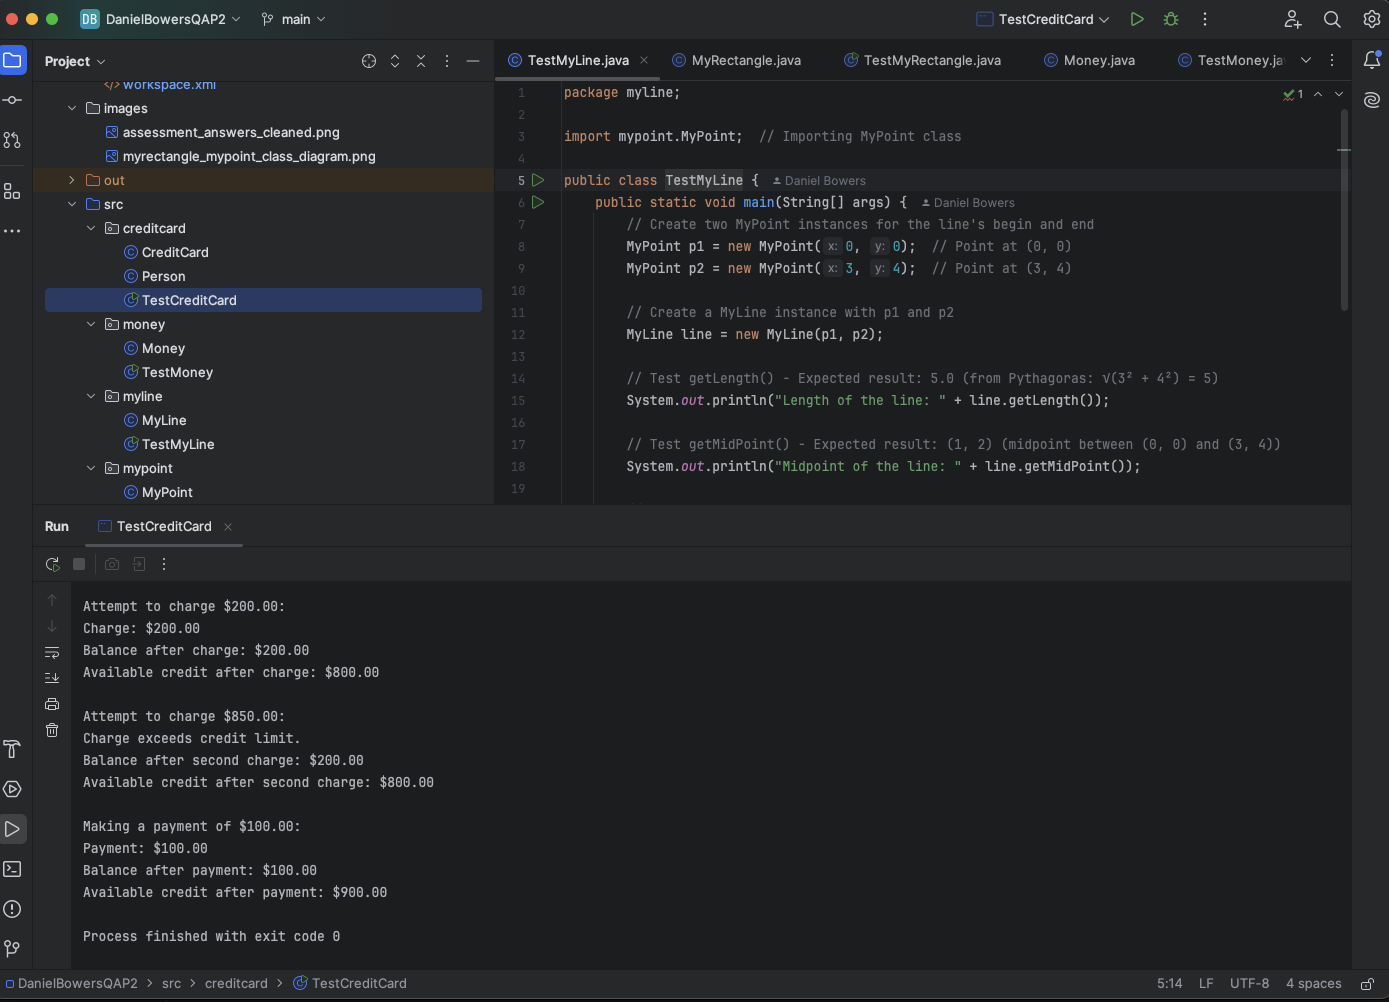 DB DanielBowersQAP2 main TestCreditCard
Project
workspace.xml
images
assessment_answers_cleaned.png
myrectangle_mypoint_class_diagram.png
out
src
creditcard
CreditCard
Person
TestCreditCard
money
Money
TestMoney
myline
MyLine
TestMyLine
mypoint
MyPoint
TestMyLine.java MyRectangle.java TestMyRectangle.java Money.java TestMoney.ja
1 package myline; 1
2
3 import mypoint.MyPoint;  // Importing MyPoint class
4
5 public class TestMyLine { Daniel Bowers
6 public static void main(String[] args) { Daniel Bowers
7 // Create two MyPoint instances for the line's begin and end
8 MyPoint p1 = new MyPoint( x: 0, y: 0);  // Point at (0, 0)
9 MyPoint p2 = new MyPoint( x: 3, y: 4);  // Point at (3, 4)
10
11 // Create a MyLine instance with p1 and p2
12 MyLine line = new MyLine(p1, p2);
13
14 // Test getLength() - Expected result: 5.0 (from Pythagoras: √(3² + 4²) = 5)
15 System.out.println("Length of the line: " + line.getLength());
16
17 // Test getMidPoint() - Expected result: (1, 2) (midpoint between (0, 0) and (3, 4))
18 System.out.println("Midpoint of the line: " + line.getMidPoint());
19
Run TestCreditCard
Attempt to charge $200.00:
Charge: $200.00
Balance after charge: $200.00
Available credit after charge: $800.00
Attempt to charge $850.00:
Charge exceeds credit limit.
Balance after second charge: $200.00
Available credit after second charge: $800.00
Making a payment of $100.00:
Payment: $100.00
Balance after payment: $100.00
Available credit after payment: $900.00
Process finished with exit code 0
DanielBowersQAP2 > src > creditcard > TestCreditCard 5:14 LF UTF-8 4 spaces